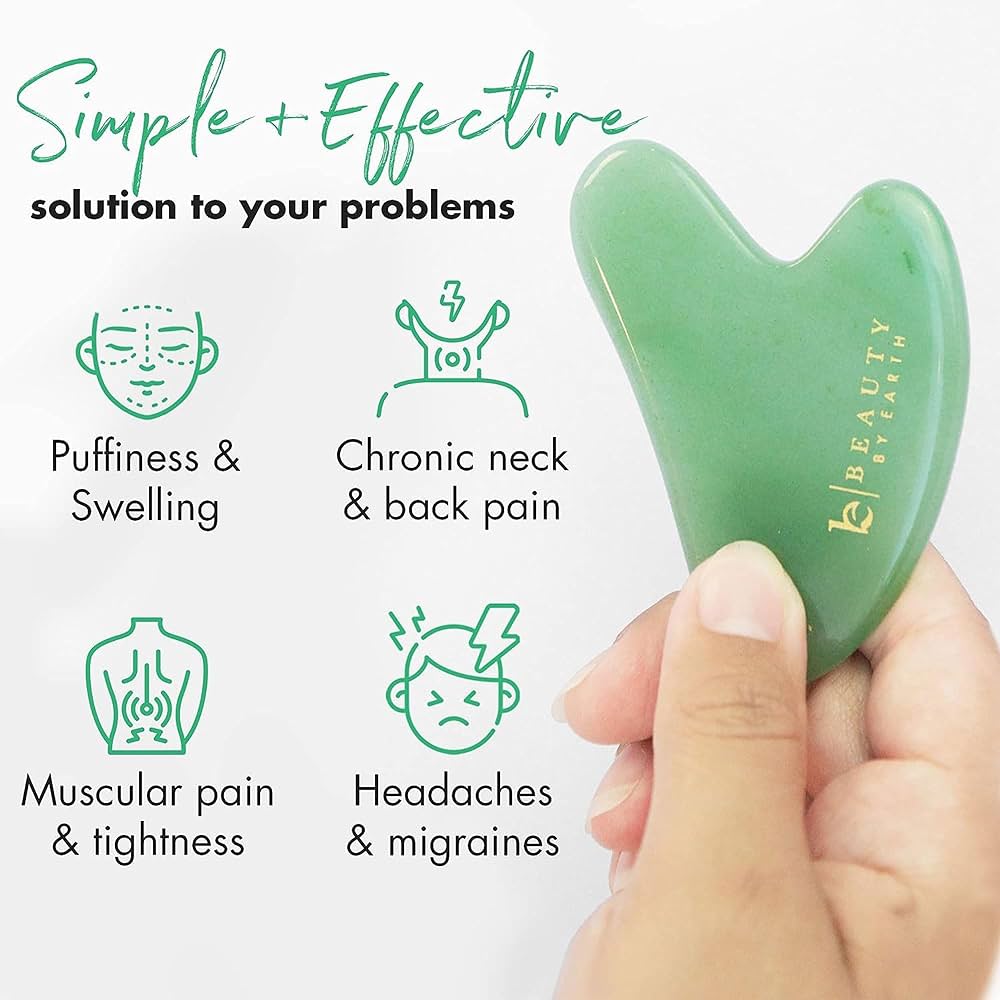 Simple + Effective
solution to your problems
Puffiness &
Swelling
Chronic neck
& back pain
Muscular pain
& tightness
Headaches
& migraines
BEAUTY
BY EARTH